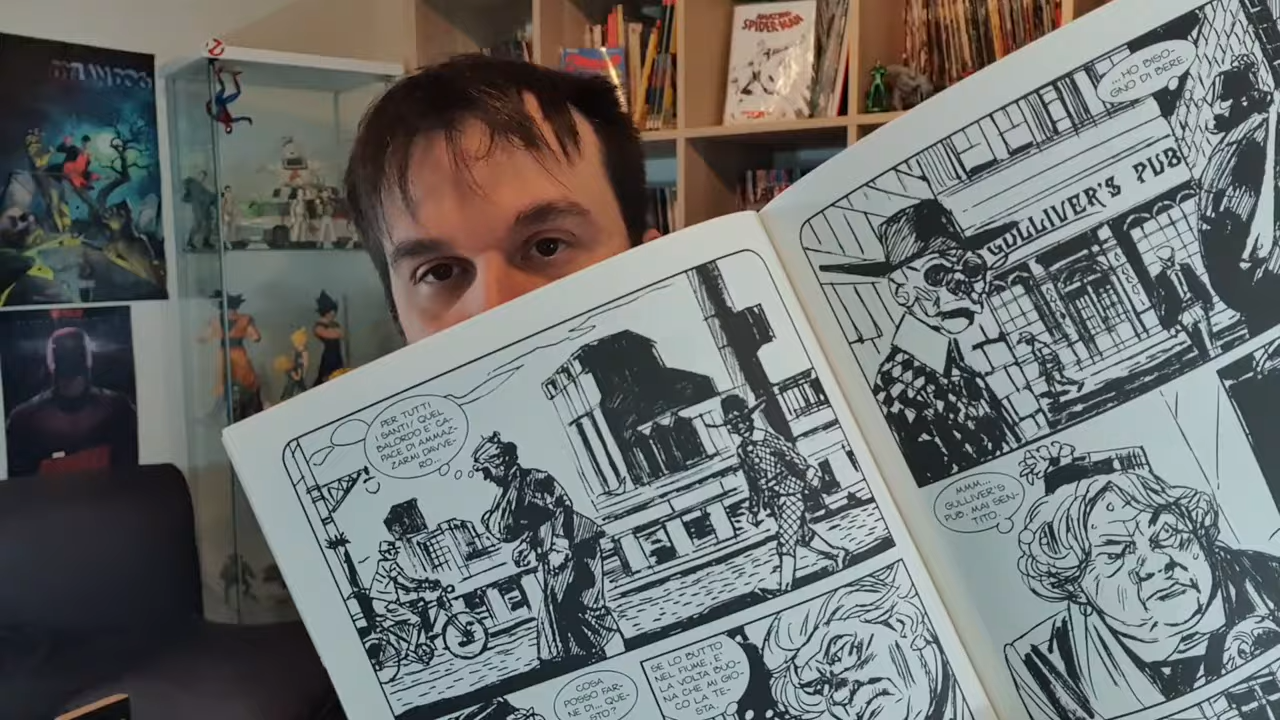 DYLAN DOG
AMAZING
SPIDER-MAN
PER TUTTI
I SANTI! QUEL
BALORDO E' CA-
PACE DI AMMAZ-
ZARMI DAVVE-
RO...
COSA
POSSO FAR-
NE DI... QUE-
STO?
SE LO BUTTO
NEL FIUME, E'
LA VOLTA BUO-
NA CHE MI GIO-
CO LA TE-
STA.
...HO BISO-
GNO DI BERE.
GULLIVER'S PUB
MMM...
GULLIVER'S
PUB. MAI SEN-
TITO.